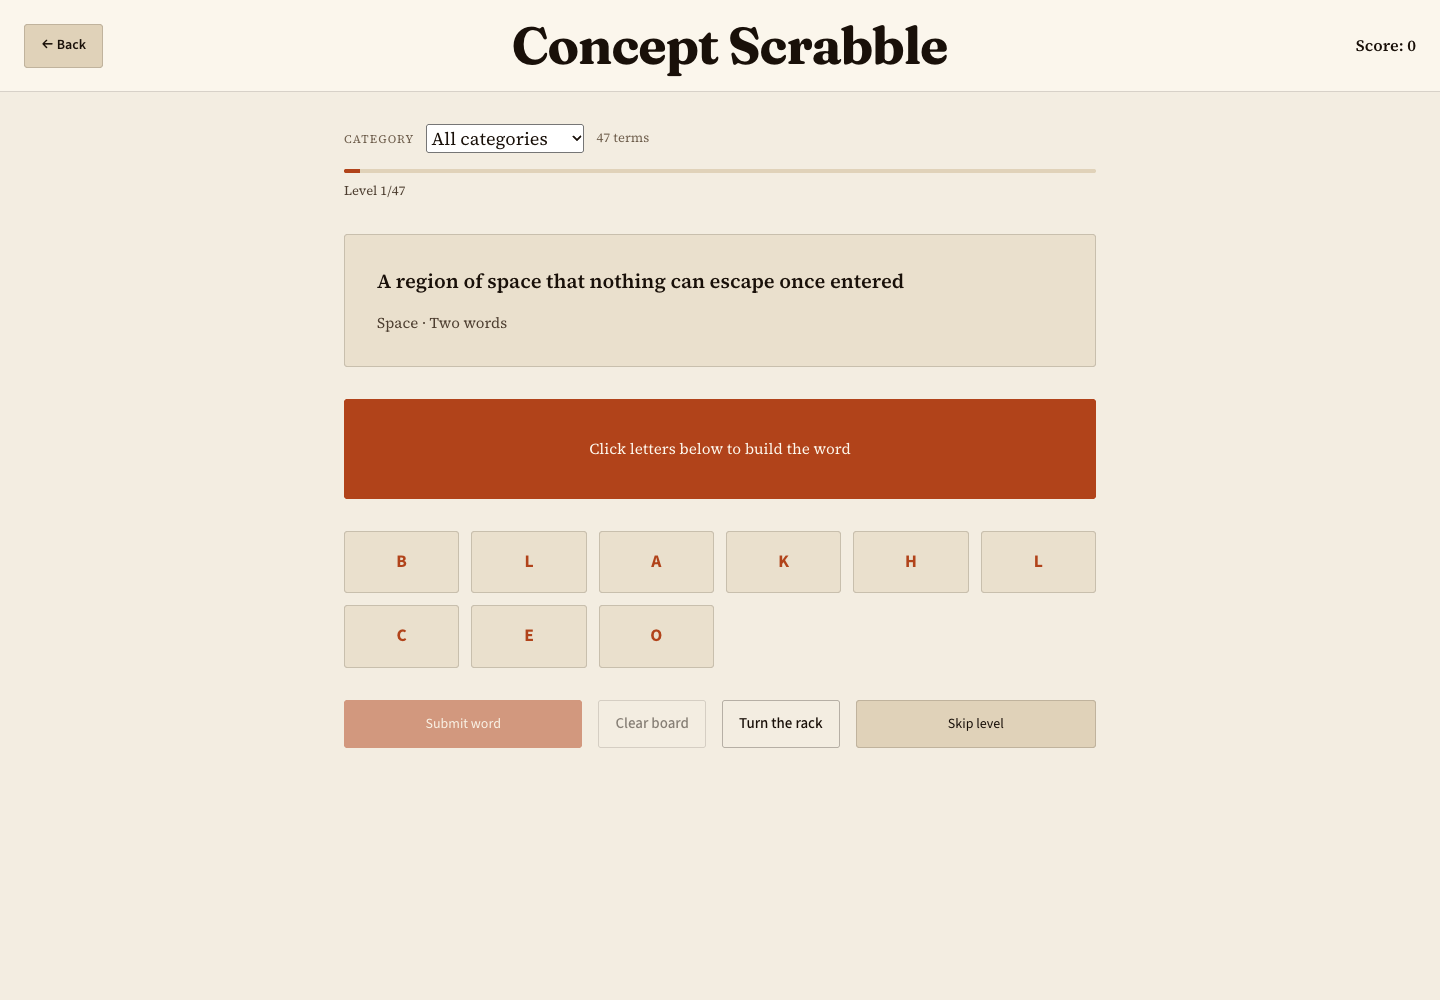 ← Back
Concept Scrabble
Score: 0
CATEGORY All categories 47 terms
Level 1/47
A region of space that nothing can escape once entered
Space · Two words
Click letters below to build the word
B L A K H L
C E O
Submit word Clear board Turn the rack Skip level